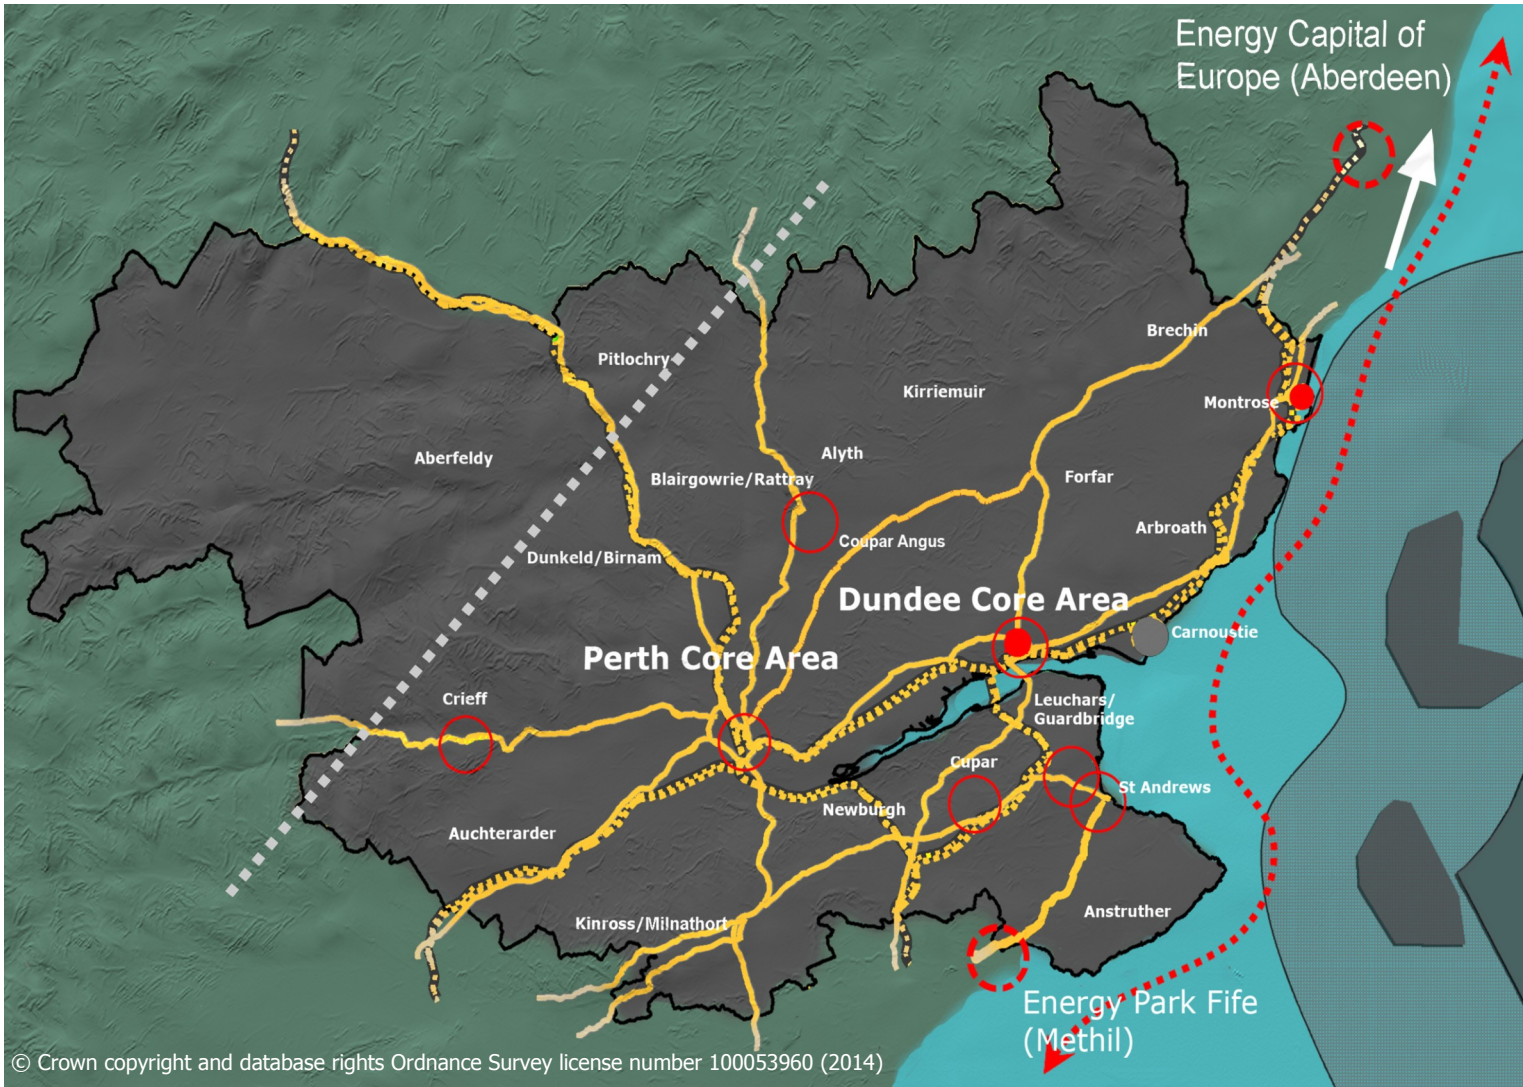 Energy Capital of
Europe (Aberdeen)
Brechin
Pitlochry
Kirriemuir
Montrose
Aberfeldy
Alyth
Blairgowrie/Rattray
Forfar
Arbroath
Coupar Angus
Dunkeld/Birnam
Dundee Core Area
Carnoustie
Perth Core Area
Crieff
Leuchars/
Guardbridge
Cupar
St Andrews
Newburgh
Auchterarder
Anstruther
Kinross/Milnathort
Energy Park Fife
(Methil)
© Crown copyright and database rights Ordnance Survey license number 100053960 (2014)